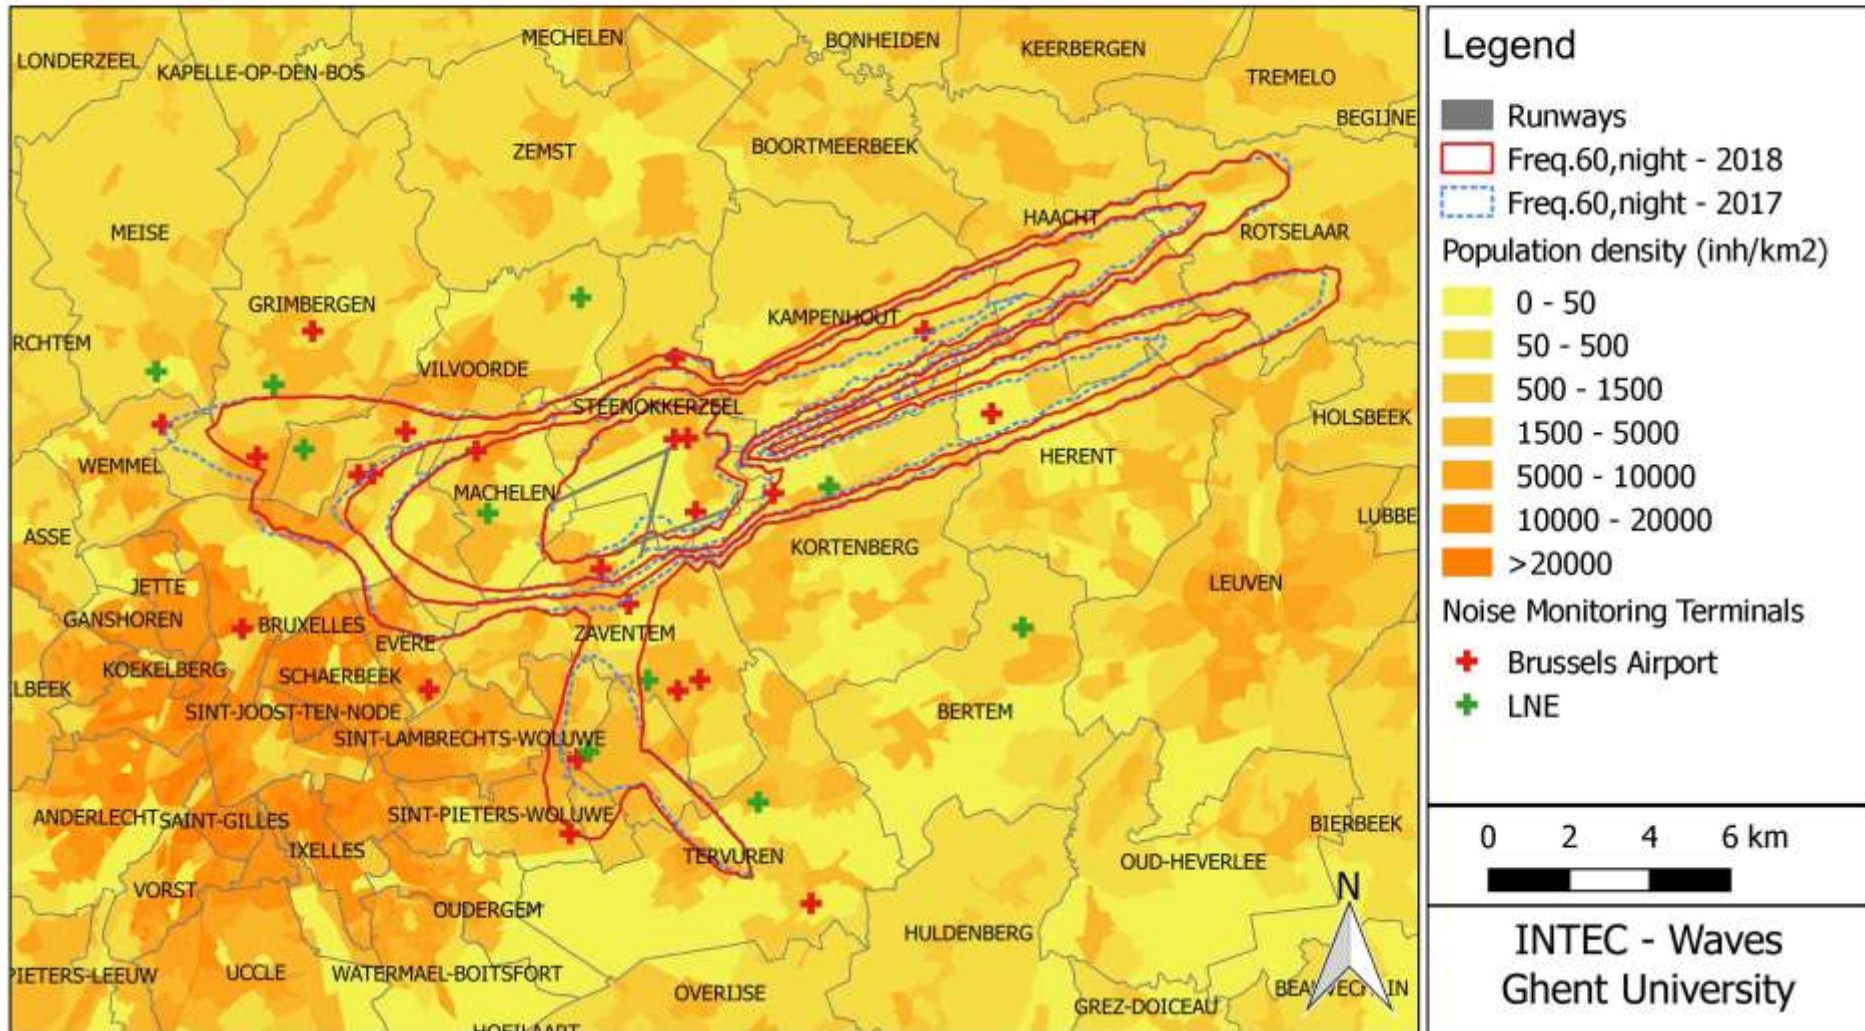 MECHELEN
BONHEIDEN
KEERBERGEN
LONDERZEEL
KAPELLE-OP-DEN-BOS
TREMELO
BEGIJNE
ZEMST
BOORTMEERBEEK
MEISE
HAACHT
ROTSELAAR
GRIMBERGEN
KAMPENHOUT
RCHTEM
VILVOORDE
STEENOKKERZEEL
HOLSBEEK
WEMMEL
HERENT
MACHELEN
LUBBE
ASSE
KORTENBERG
JETTE
LEUVEN
GANSHOREN
BRUXELLES
EVERE
ZAVENTEM
KOEKELBERG
SCHAERBEEK
LBEEK
SINT-JOOST-TEN-NODE
BERTEM
SINT-LAMBRECHTS-WOLUWE
ANDERLECHT
SAINT-GILLES
SINT-PIETERS-WOLUWE
BIERBEEK
IXELLES
TERVUREN
OUD-HEVERLEE
VORST
OUDERGEM
HULDENBERG
PIETERS-LEEUW
UCCLE
WATERMAEL-BOITSFORT
OVERIJSE
GREZ-DOICEAU
HOEILAART
Legend
Runways
Freq.60,night - 2018
Freq.60,night - 2017
Population density (inh/km2)
0 - 50
50 - 500
500 - 1500
1500 - 5000
5000 - 10000
10000 - 20000
>20000
Noise Monitoring Terminals
Brussels Airport
LNE
0 2 4 6 km
N
INTEC - Waves
Ghent University